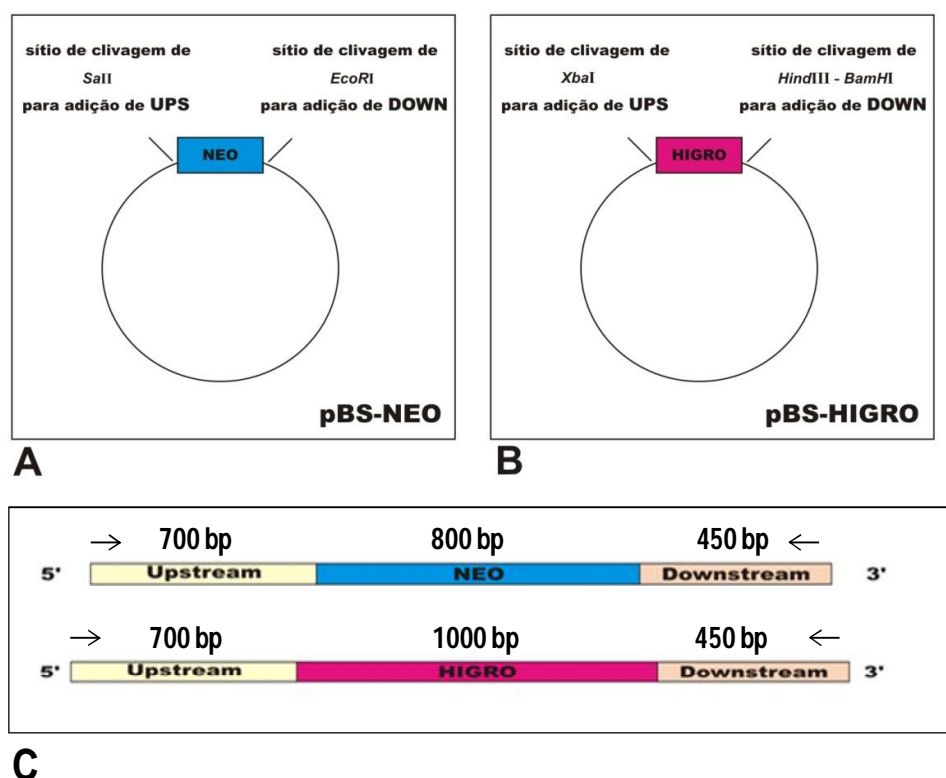 sítio de clivagem de
SalI
para adição de UPS
sítio de clivagem de
EcoRI
para adição de DOWN
NEO
pBS-NEO
A
sítio de clivagem de
XbaI
para adição de UPS
sítio de clivagem de
HindIII - BamHI
para adição de DOWN
HIGRO
pBS-HIGRO
B
700 bp 800 bp 450 bp
5' Upstream NEO Downstream 3'
700 bp 1000 bp 450 bp
5' Upstream HIGRO Downstream 3'
C